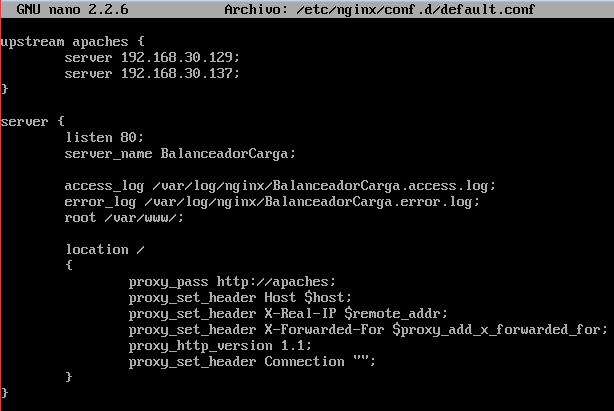 GNU nano 2.2.6 Archivo: /etc/nginx/conf.d/default.conf
upstream apaches {
server 192.168.30.129;
server 192.168.30.137;
}
server {
listen 80;
server_name BalanceadorCarga;
access_log /var/log/nginx/BalanceadorCarga.access.log;
error_log /var/log/nginx/BalanceadorCarga.error.log;
root /var/www/;
location /
{
proxy_pass http://apaches;
proxy_set_header Host $host;
proxy_set_header X-Real-IP $remote_addr;
proxy_set_header X-Forwarded-For $proxy_add_x_forwarded_for;
proxy_http_version 1.1;
proxy_set_header Connection "";
}
}